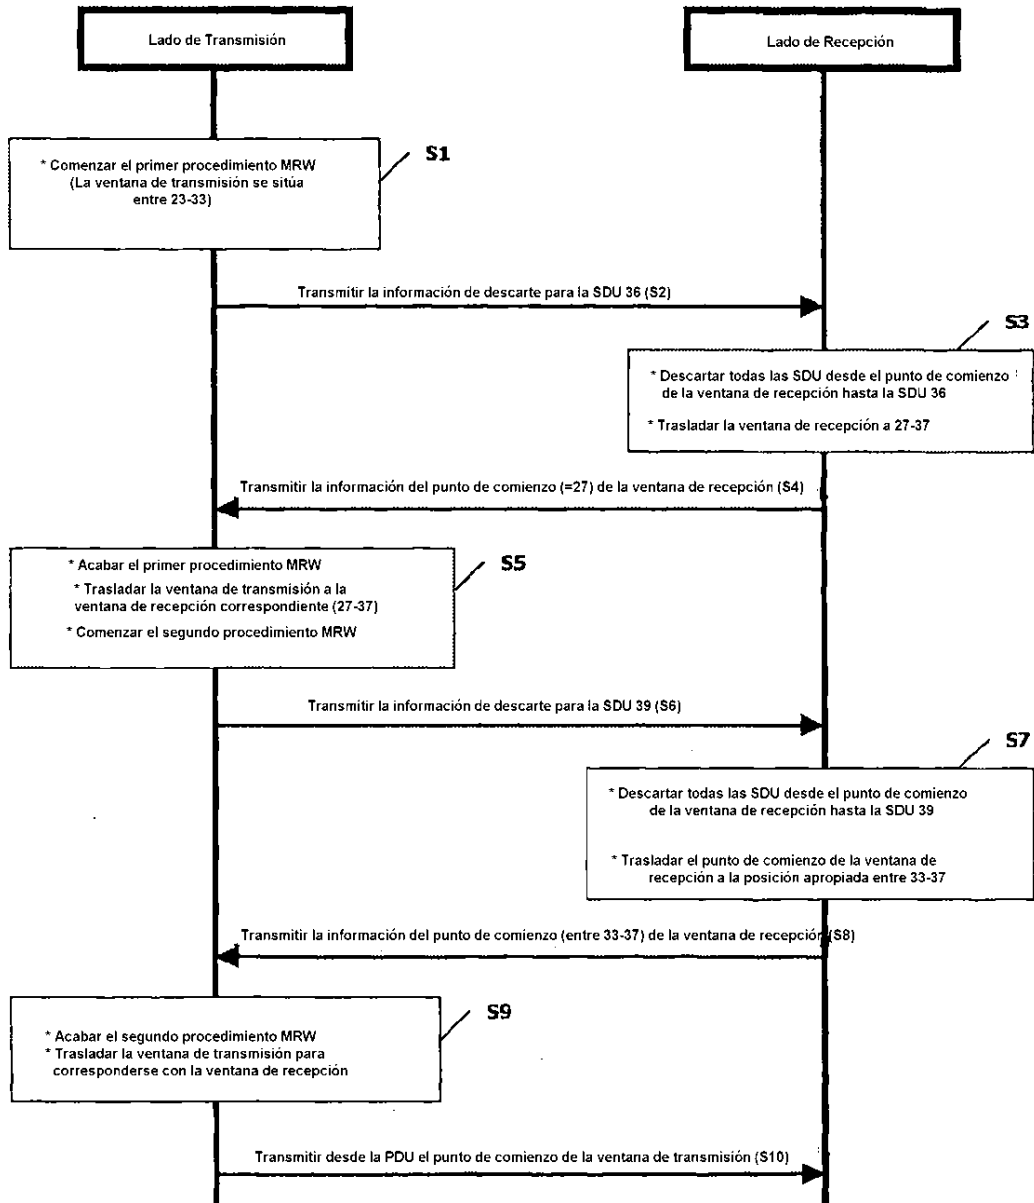 Lado de Transmisión
Lado de Recepción
* Comenzar el primer procedimiento MRW
(La ventana de transmisión se sitúa
entre 23-33)
S1
Transmitir la información de descarte para la SDU 36 (S2)
S3
* Descartar todas las SDU desde el punto de comienzo
de la ventana de recepción hasta la SDU 36
* Trasladar la ventana de recepción a 27-37
Transmitir la información del punto de comienzo (=27) de la ventana de recepción (S4)
* Acabar el primer procedimiento MRW
* Trasladar la ventana de transmisión a la
ventana de recepción correspondiente (27-37)
* Comenzar el segundo procedimiento MRW
S5
Transmitir la información de descarte para la SDU 39 (S6)
S7
* Descartar todas las SDU desde el punto de comienzo
de la ventana de recepción hasta la SDU 39
* Trasladar el punto de comienzo de la ventana de
recepción a la posición apropiada entre 33-37
Transmitir la información del punto de comienzo (entre 33-37) de la ventana de recepción (S8)
S9
* Acabar el segundo procedimiento MRW
* Trasladar la ventana de transmisión para
corresponderse con la ventana de recepción
Transmitir desde la PDU el punto de comienzo de la ventana de transmisión (S10)